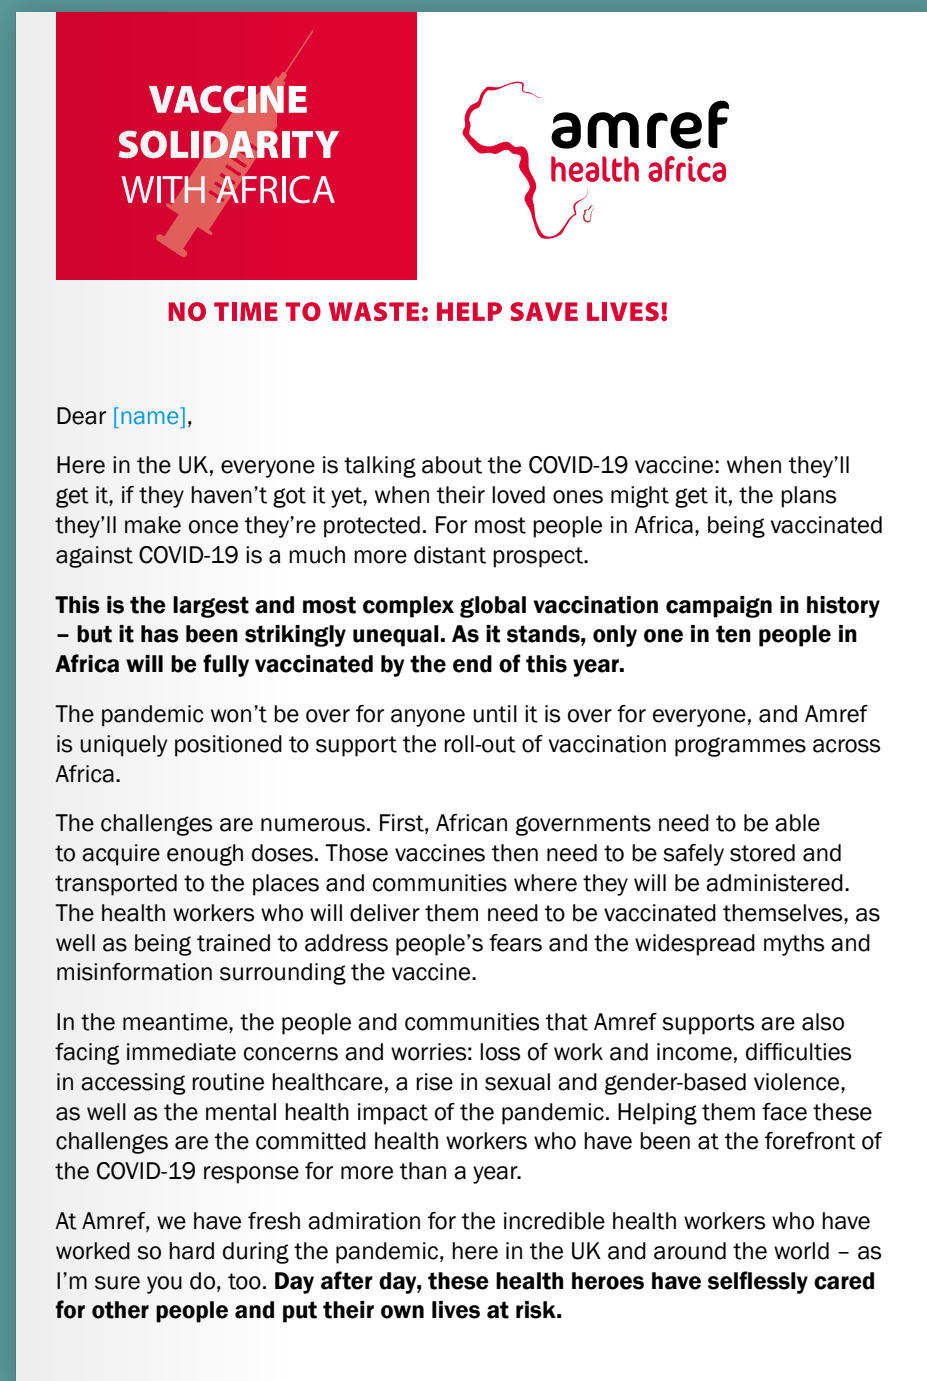 VACCINE
SOLIDARITY
WITH AFRICA
amref
health africa
NO TIME TO WASTE: HELP SAVE LIVES!
Dear [name],
Here in the UK, everyone is talking about the COVID-19 vaccine: when they’ll
get it, if they haven’t got it yet, when their loved ones might get it, the plans
they’ll make once they’re protected. For most people in Africa, being vaccinated
against COVID-19 is a much more distant prospect.
This is the largest and most complex global vaccination campaign in history
– but it has been strikingly unequal. As it stands, only one in ten people in
Africa will be fully vaccinated by the end of this year.
The pandemic won’t be over for anyone until it is over for everyone, and Amref
is uniquely positioned to support the roll-out of vaccination programmes across
Africa.
The challenges are numerous. First, African governments need to be able
to acquire enough doses. Those vaccines then need to be safely stored and
transported to the places and communities where they will be administered.
The health workers who will deliver them need to be vaccinated themselves, as
well as being trained to address people’s fears and the widespread myths and
misinformation surrounding the vaccine.
In the meantime, the people and communities that Amref supports are also
facing immediate concerns and worries: loss of work and income, difficulties
in accessing routine healthcare, a rise in sexual and gender-based violence,
as well as the mental health impact of the pandemic. Helping them face these
challenges are the committed health workers who have been at the forefront of
the COVID-19 response for more than a year.
At Amref, we have fresh admiration for the incredible health workers who have
worked so hard during the pandemic, here in the UK and around the world – as
I’m sure you do, too. Day after day, these health heroes have selflessly cared
for other people and put their own lives at risk.